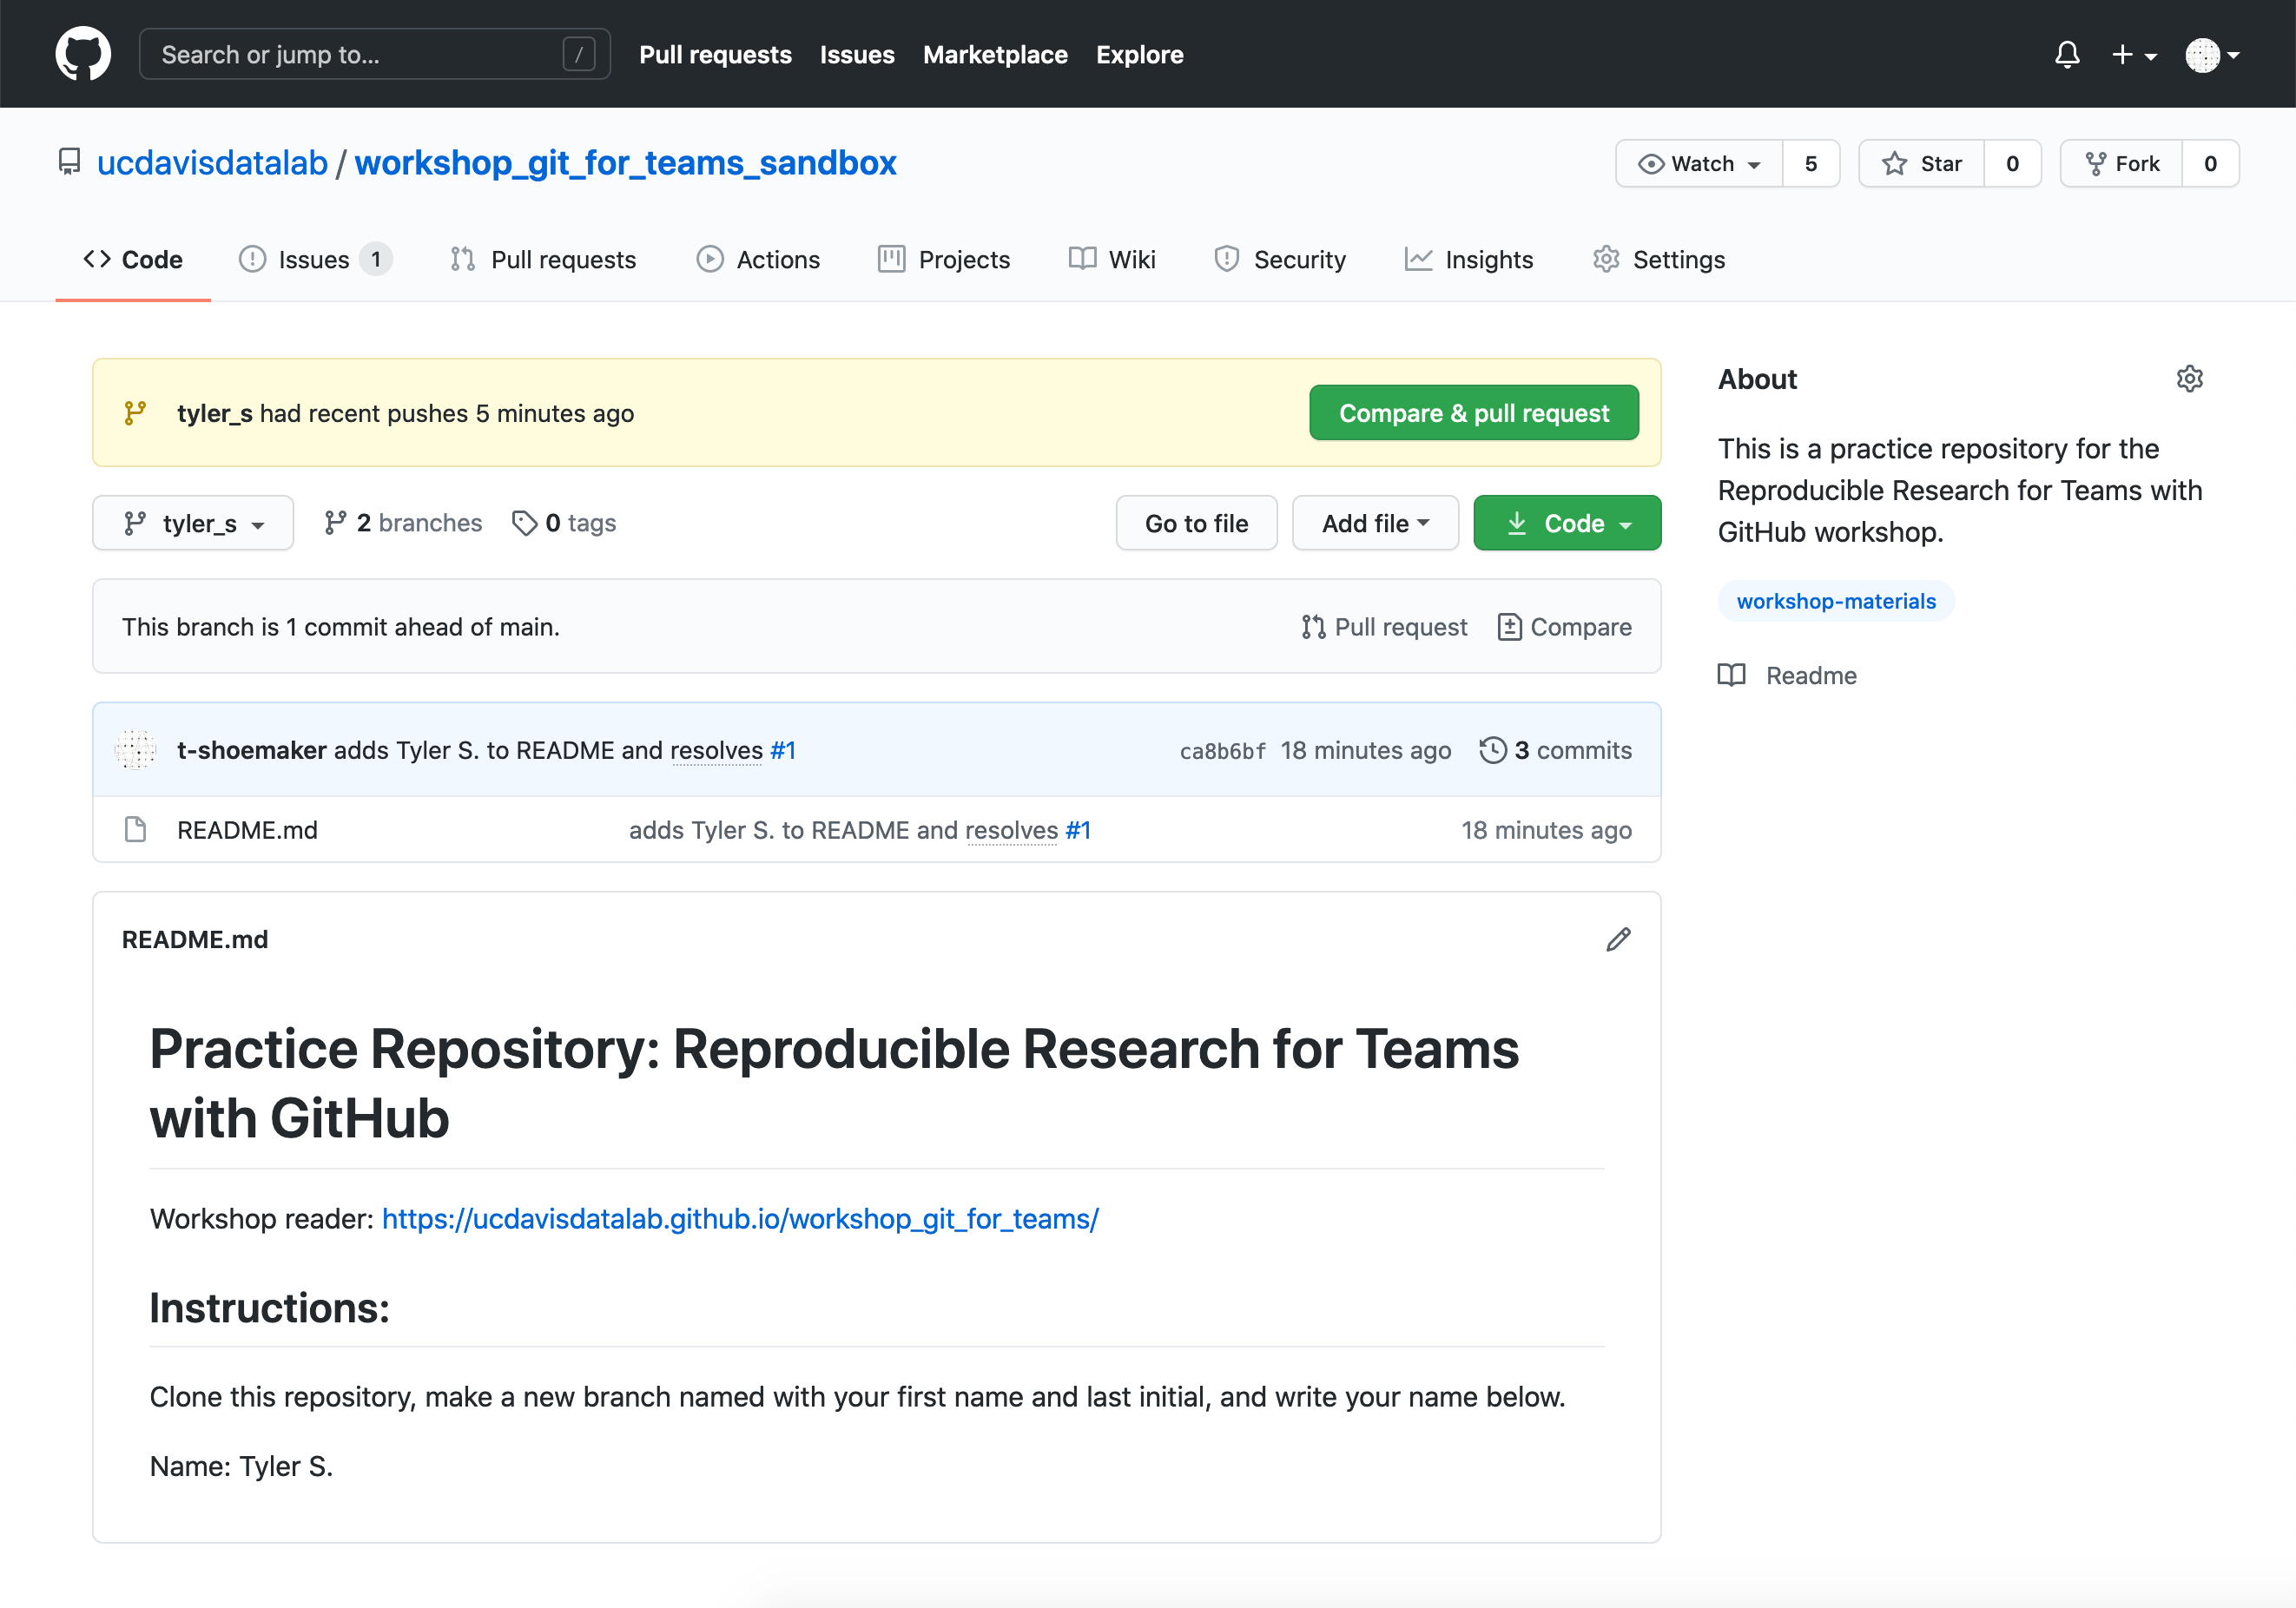 Search or jump to... / Pull requests Issues Marketplace Explore
ucdavisdatalab / workshop_git_for_teams_sandbox Watch 5 Star 0 Fork 0
Code Issues 1 Pull requests Actions Projects Wiki Security Insights Settings
tyler_s had recent pushes 5 minutes ago Compare & pull request
tyler_s 2 branches 0 tags Go to file Add file Code
This branch is 1 commit ahead of main. Pull request Compare
t-shoemaker adds Tyler S. to README and resolves #1 ca8b6bf 18 minutes ago 3 commits
README.md adds Tyler S. to README and resolves #1 18 minutes ago
README.md
Practice Repository: Reproducible Research for Teams
with GitHub
Workshop reader: https://ucdavisdatalab.github.io/workshop_git_for_teams/
Instructions:
Clone this repository, make a new branch named with your first name and last initial, and write your name below.
Name: Tyler S.
About
This is a practice repository for the
Reproducible Research for Teams with
GitHub workshop.
workshop-materials
Readme